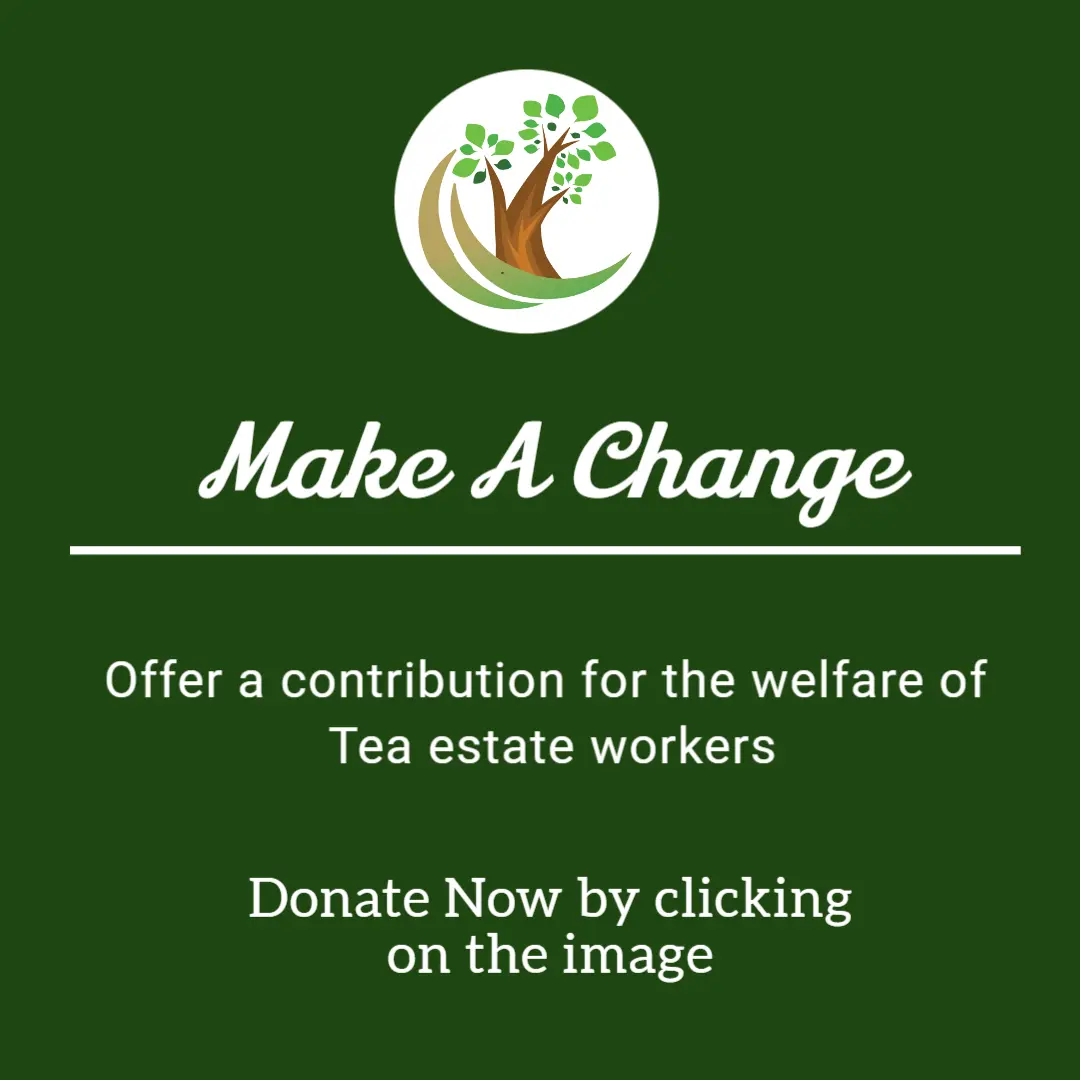 Make A Change
Offer a contribution for the welfare of
Tea estate workers
Donate Now by clicking
on the image